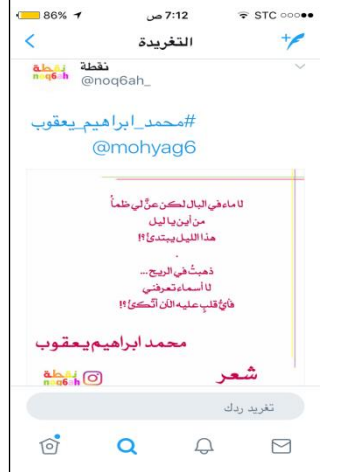 86% 7:12 ص STC
التغريدة
نقطة
نقطة
noq6ah
@noq6ah_
#محمد_ابراهيم_يعقوب
@mohyag6
لا ماء في البال لكن عنَّ لي ظمأُ
من أين يا ليل
هذا الليل يبتدئُ؟!
.
ذهبتُ في الريح...
لا أسماء تعرفني
فأيُّ قلبٍ عليه الآن أتّكئُ؟!
محمد ابراهيم يعقوب
شعر
نقطة
noq6ah
تغريد ردك